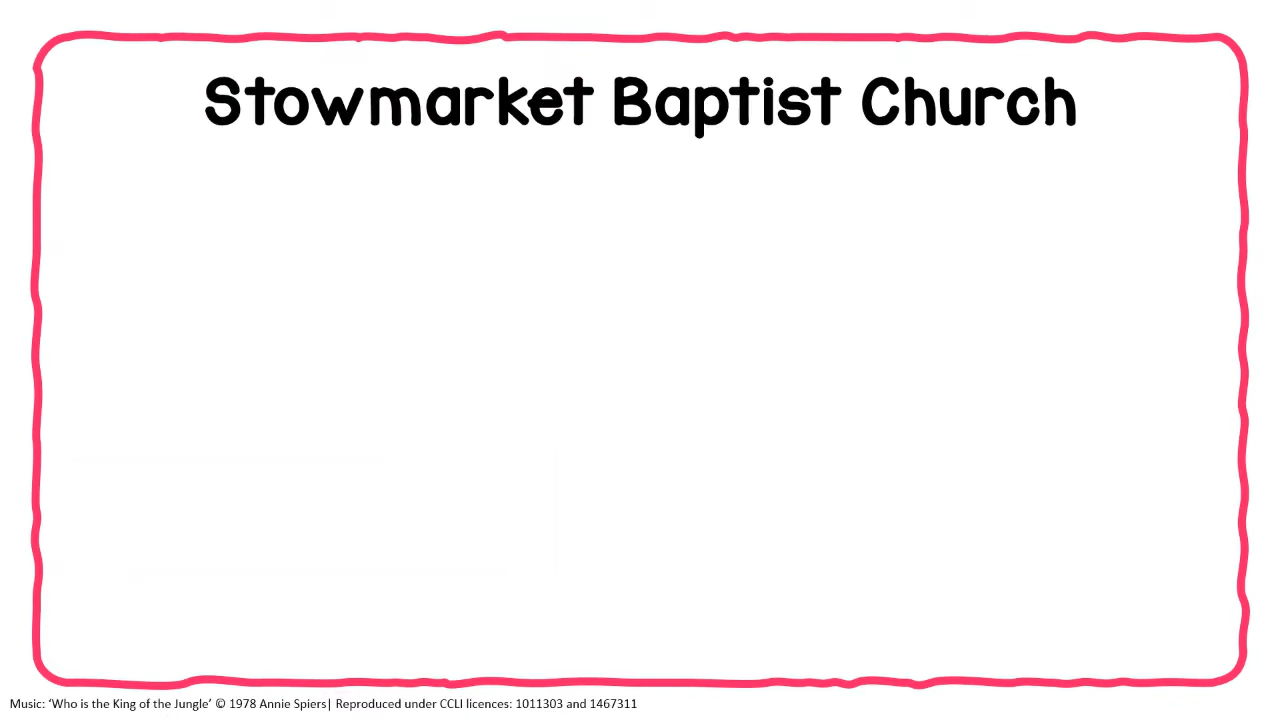 Stowmarket Baptist Church
Music: ‘Who is the King of the Jungle’ © 1978 Annie Spiers| Reproduced under CCLI licences: 1011303 and 1467311